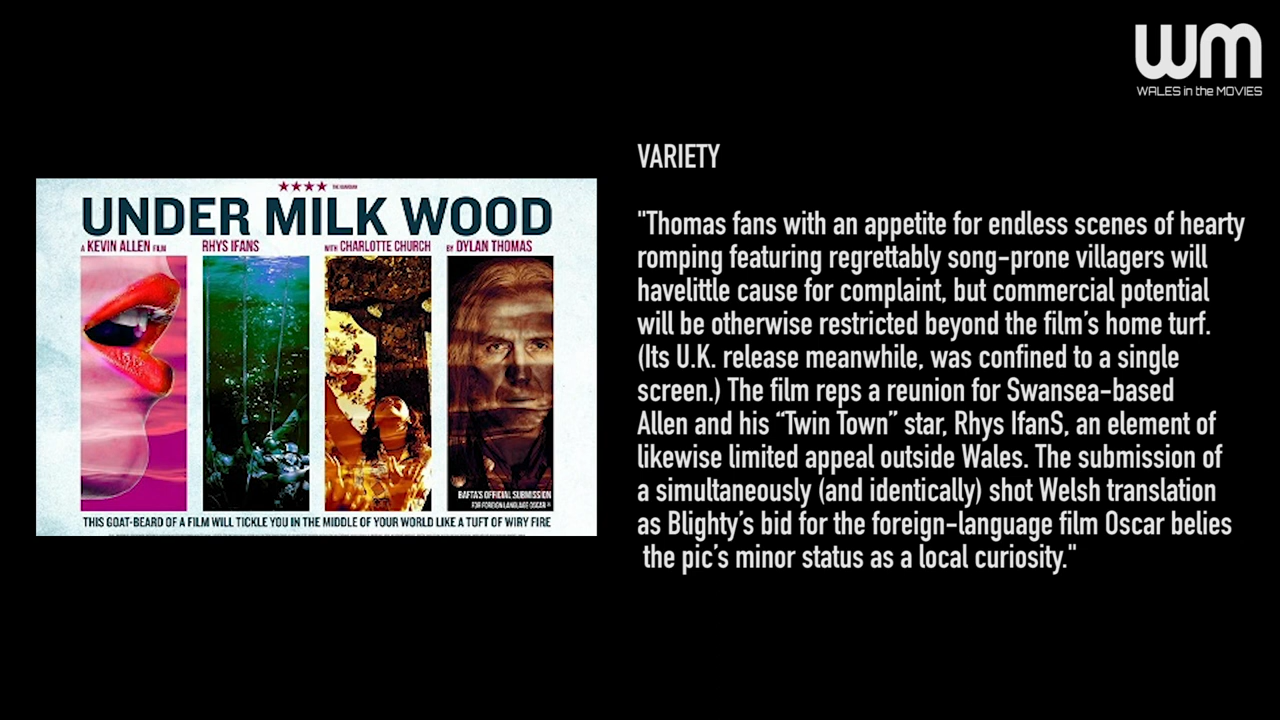 WM
WALES in the MOVIES
★★★★ THE GUARDIAN
UNDER MILK WOOD
A KEVIN ALLEN FILM RHYS IFANS WITH CHARLOTTE CHURCH BY DYLAN THOMAS
BAFTA'S OFFICIAL SUBMISSION
FOR FOREIGN LANGUAGE OSCAR
THIS GOAT-BEARD OF A FILM WILL TICKLE YOU IN THE MIDDLE OF YOUR WORLD LIKE A TUFT OF WIRY FIRE
VARIETY
"Thomas fans with an appetite for endless scenes of hearty
romping featuring regrettably song-prone villagers will
havelittle cause for complaint, but commercial potential
will be otherwise restricted beyond the film's home turf.
(Its U.K. release meanwhile, was confined to a single
screen.) The film reps a reunion for Swansea-based
Allen and his “Twin Town” star, Rhys IfanS, an element of
likewise limited appeal outside Wales. The submission of
a simultaneously (and identically) shot Welsh translation
as Blighty's bid for the foreign-language film Oscar belies
the pic's minor status as a local curiosity."